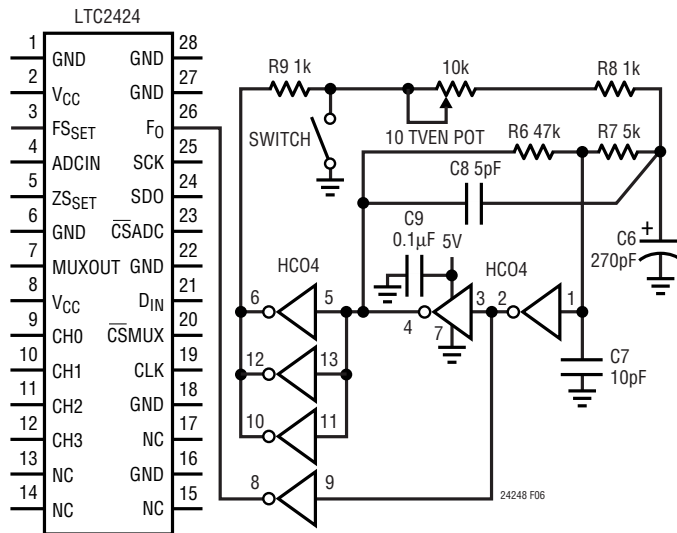 LTC2424
1 GND GND 28
2 VCC GND 27
3 FSSET FO 26
4 ADCIN SCK 25
5 ZSSET SDO 24
6 GND CSADC 23
7 MUXOUT GND 22
8 VCC DIN 21
9 CH0 CSMUX 20
10 CH1 CLK 19
11 CH2 GND 18
12 CH3 NC 17
13 NC GND 16
14 NC NC 15
R9 1k
10k
R8 1k
SWITCH
10 TVEN POT
R6 47k
R7 5k
C8 5pF
C9
0.1µF
5V
+
C6
270pF
HC04
6 5
4 3
7
HC04
2 1
12 13
10 11
C7
10pF
8 9
24248 F06